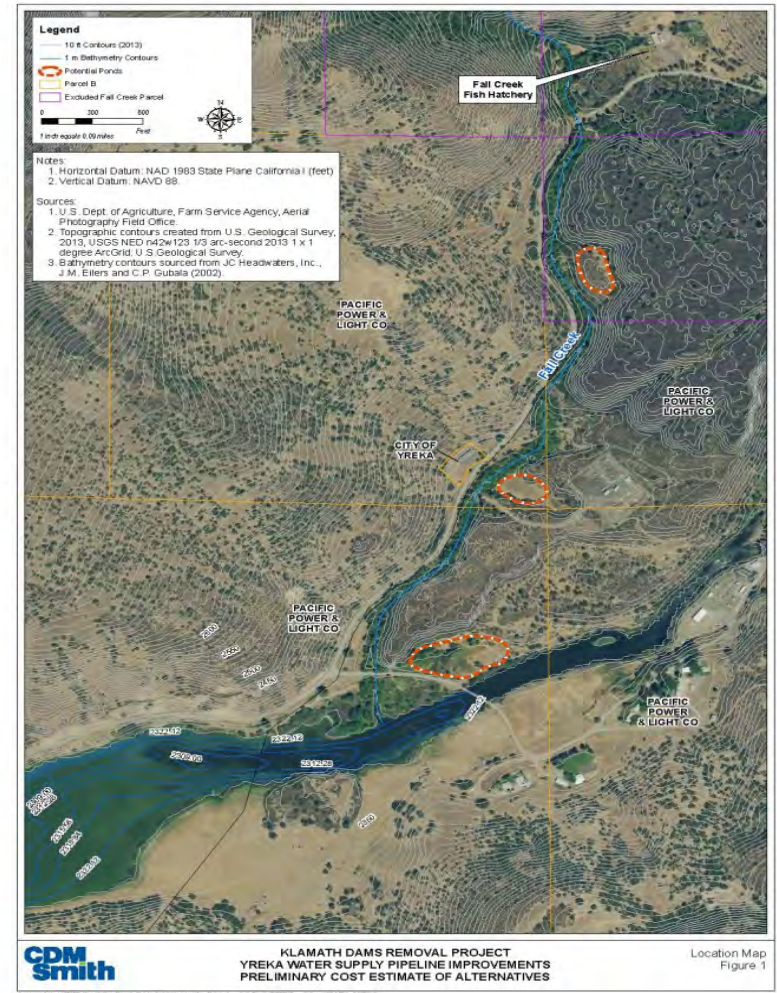 Legend
10 ft Contours (2013)
1 m Bathymetry Contours
Potential Ponds
Parcel B
Excluded Fall Creek Parcel
0 300 600
Feet
1 inch equals 0.09 miles
N
W E
S
Notes:
1. Horizontal Datum: NAD 1983 State Plane California I (feet)
2. Vertical Datum: NAVD 88.
Sources:
1. U.S. Dept. of Agriculture, Farm Service Agency, Aerial
Photography Field Office.
2. Topographic contours created from U.S. Geological Survey,
2013, USGS NED n42w123 1/3 arc-second 2013 1 x 1
degree ArcGrid: U.S.Geological Survey.
3. Bathymetry contours sourced from JC Headwaters, Inc.,
J.M. Eilers and C.P. Gubala (2002).
Fall Creek
Fish Hatchery
PACIFIC
POWER &
LIGHT CO
Fall Creek
PACIFIC
POWER &
LIGHT CO
CITY OF
YREKA
PACIFIC
POWER &
LIGHT CO
PACIFIC
POWER
& LIGHT CO
2322.12
2322.12
2322.12
2312.28
CDM
Smith
KLAMATH DAMS REMOVAL PROJECT
YREKA WATER SUPPLY PIPELINE IMPROVEMENTS
PRELIMINARY COST ESTIMATE OF ALTERNATIVES
Location Map
Figure 1